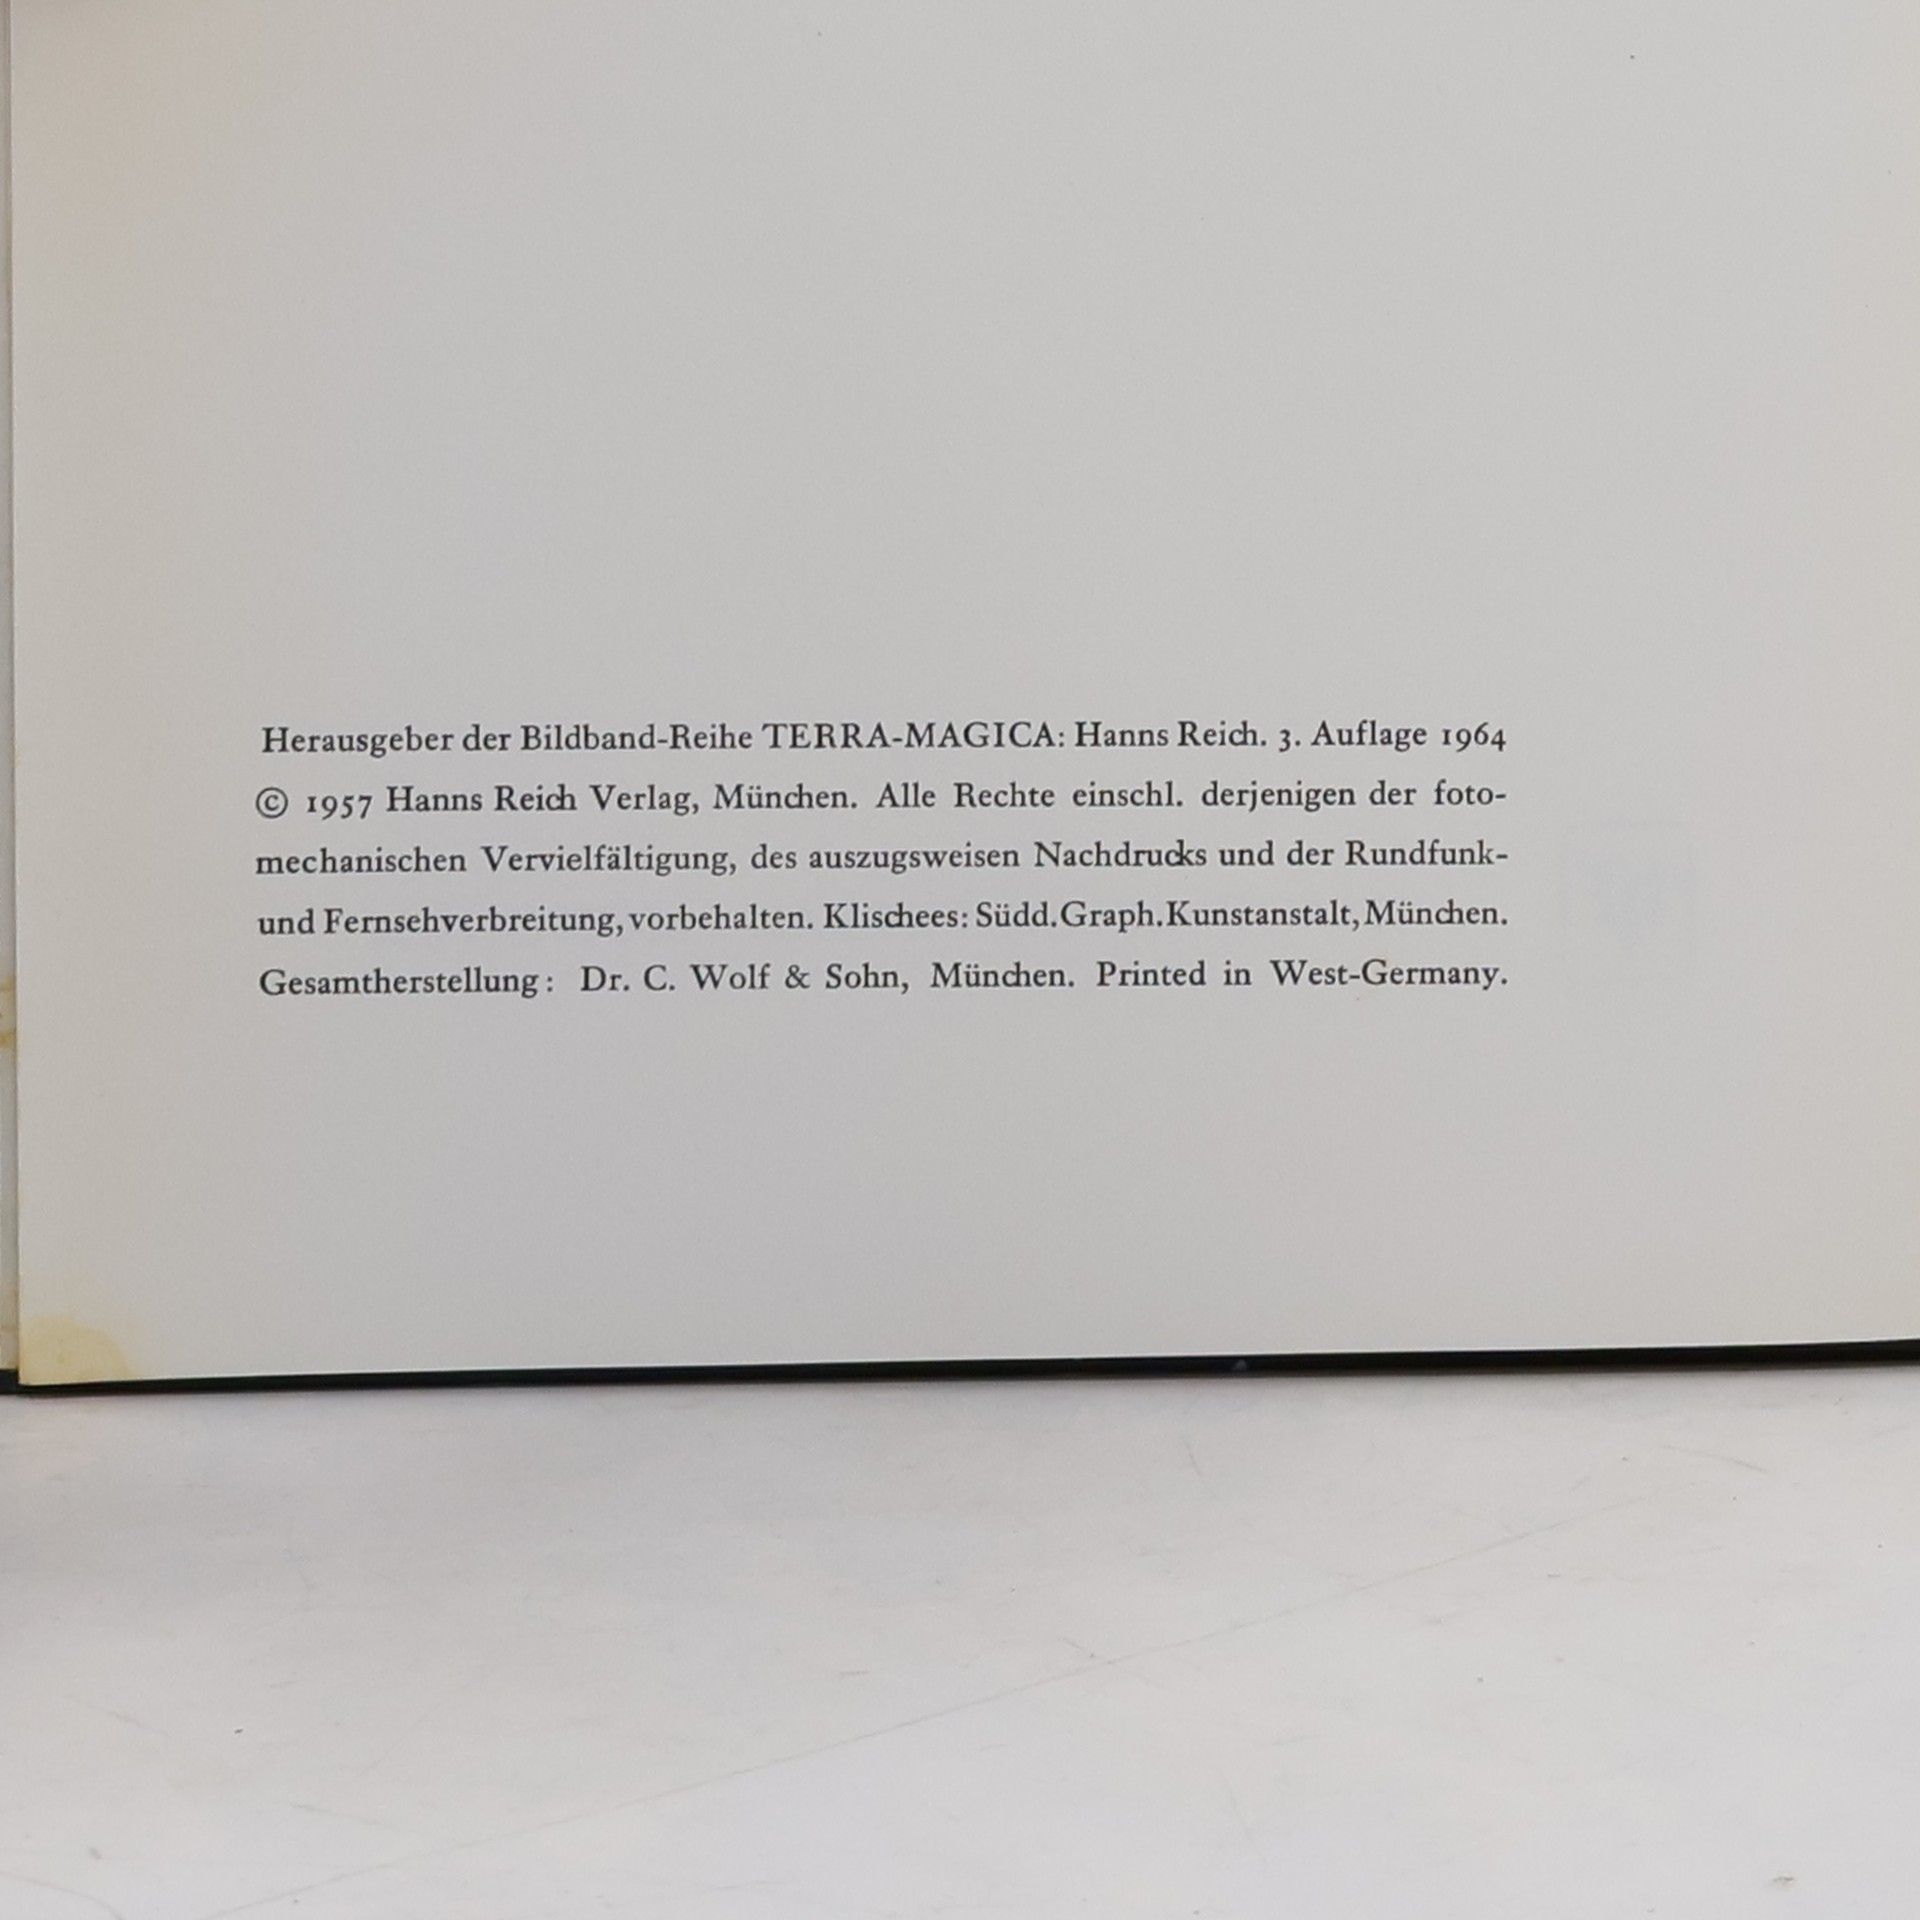 Herausgeber der Bildband-Reihe TERRA-MAGICA: Hanns Reich. 3. Auflage 1964
© 1957 Hanns Reich Verlag, München. Alle Rechte einschl. derjenigen der foto-
mechanischen Vervielfältigung, des auszugsweisen Nachdrucks und der Rundfunk-
und Fernsehverbreitung, vorbehalten. Klischees: Südd. Graph. Kunstanstalt, München.
Gesamtherstellung: Dr. C. Wolf & Sohn, München. Printed in West-Germany.